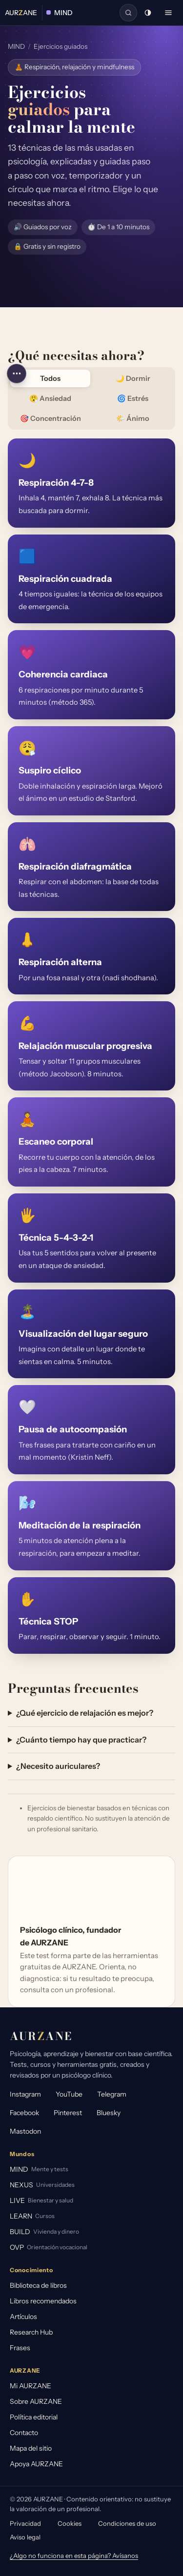 AURZANE MIND
MIND / Ejercicios guiados
🧘 Respiración, relajación y mindfulness
Ejercicios
guiados para
calmar la mente
13 técnicas de las más usadas en
psicología, explicadas y guiadas paso
a paso con voz, temporizador y un
círculo que marca el ritmo. Elige lo que
necesitas ahora.
🔊 Guiados por voz
⏱️ De 1 a 10 minutos
🔒 Gratis y sin registro
¿Qué necesitas ahora?
Todos
🌙 Dormir
😮‍💨 Ansiedad
🌀 Estrés
🎯 Concentración
🌤️ Ánimo
Respiración 4-7-8
Inhala 4, mantén 7, exhala 8. La técnica más
buscada para dormir.
Respiración cuadrada
4 tiempos iguales: la técnica de los equipos
de emergencia.
Coherencia cardiaca
6 respiraciones por minuto durante 5
minutos (método 365).
Suspiro cíclico
Doble inhalación y espiración larga. Mejoró
el ánimo en un estudio de Stanford.
Respiración diafragmática
Respirar con el abdomen: la base de todas
las técnicas.
Respiración alterna
Por una fosa nasal y otra (nadi shodhana).
Relajación muscular progresiva
Tensar y soltar 11 grupos musculares
(método Jacobson). 8 minutos.
Escaneo corporal
Recorre tu cuerpo con la atención, de los
pies a la cabeza. 7 minutos.
Técnica 5-4-3-2-1
Usa tus 5 sentidos para volver al presente
en un ataque de ansiedad.
Visualización del lugar seguro
Imagina con detalle un lugar donde te
sientes en calma. 5 minutos.
Pausa de autocompasión
Tres frases para tratarte con cariño en un
mal momento (Kristin Neff).
Meditación de la respiración
5 minutos de atención plena a la
respiración, para empezar a meditar.
Técnica STOP
Parar, respirar, observar y seguir. 1 minuto.
Preguntas frecuentes
¿Qué ejercicio de relajación es mejor?
¿Cuánto tiempo hay que practicar?
¿Necesito auriculares?
Ejercicios de bienestar basados en técnicas con
respaldo científico. No sustituyen la atención de
un profesional sanitario.
Psicólogo clínico, fundador
de AURZANE
Este test forma parte de las herramientas
gratuitas de AURZANE. Orienta, no
diagnostica: si tu resultado te preocupa,
consulta con un profesional.
AURZANE
Psicología, aprendizaje y bienestar con base científica.
Tests, cursos y herramientas gratis, creados y
revisados por un psicólogo clínico.
Instagram YouTube Telegram
Facebook Pinterest Bluesky
Mastodon
Mundos
MIND Mente y tests
NEXUS Universidades
LIVE Bienestar y salud
LEARN Cursos
BUILD Vivienda y dinero
OVP Orientación vocacional
Conocimiento
Biblioteca de libros
Libros recomendados
Artículos
Research Hub
Frases
AURZANE
Mi AURZANE
Sobre AURZANE
Política editorial
Contacto
Mapa del sitio
Apoya AURZANE
© 2026 AURZANE · Contenido orientativo: no sustituye
la valoración de un profesional.
Privacidad Cookies Condiciones de uso
Aviso legal
¿Algo no funciona en esta página? Avísanos